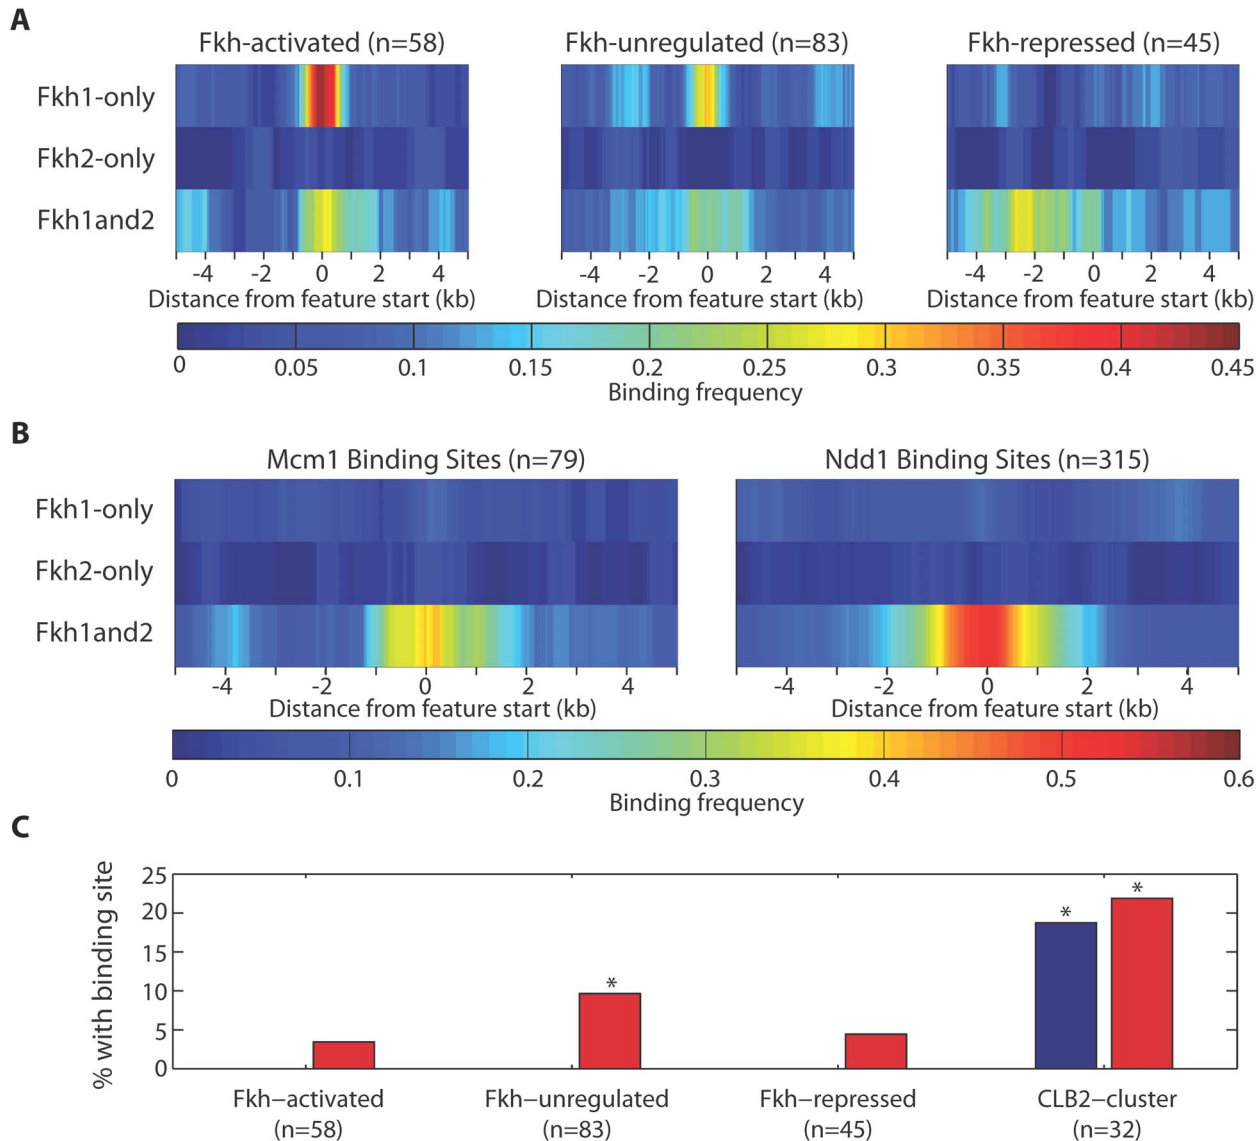 A
Fkh-activated (n=58)
Fkh-unregulated (n=83)
Fkh-repressed (n=45)
Fkh1-only
Fkh2-only
Fkh1and2
-4 -2 0 2 4
-4 -2 0 2 4
-4 -2 0 2 4
Distance from feature start (kb)
Distance from feature start (kb)
Distance from feature start (kb)
0 0.05 0.1 0.15 0.2 0.25 0.3 0.35 0.4 0.45
Binding frequency
B
Mcm1 Binding Sites (n=79)
Ndd1 Binding Sites (n=315)
Fkh1-only
Fkh2-only
Fkh1and2
-4 -2 0 2 4
-4 -2 0 2 4
Distance from feature start (kb)
Distance from feature start (kb)
0 0.1 0.2 0.3 0.4 0.5 0.6
Binding frequency
C
% with binding site
25
20
15
10
5
0
*
*
*
Fkh−activated
(n=58)
Fkh−unregulated
(n=83)
Fkh−repressed
(n=45)
CLB2−cluster
(n=32)